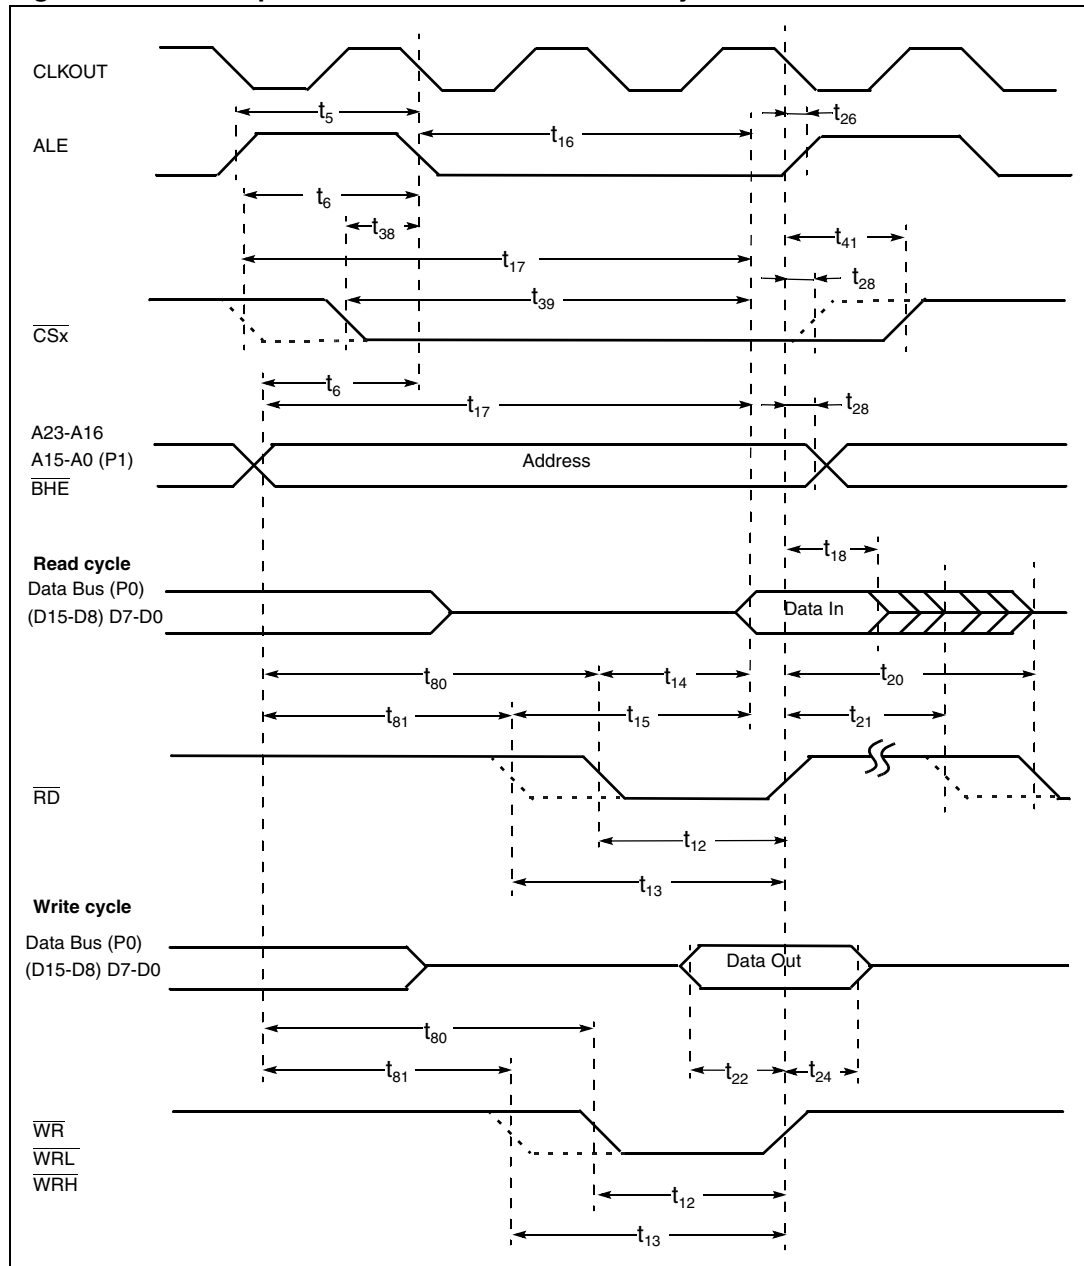 CLKOUT
t5
t26
t16
ALE
t6
t38
t41
t17
t28
t39
CSx
t6
t17
t28
A23-A16
A15-A0 (P1)
Address
BHE
t18
Read cycle
Data Bus (P0)
Data In
(D15-D8) D7-D0
t80
t14
t20
t81
t15
t21
RD
t12
t13
Write cycle
Data Bus (P0)
Data Out
(D15-D8) D7-D0
t80
t81
t22
t24
WR
WRL
WRH
t12
t13